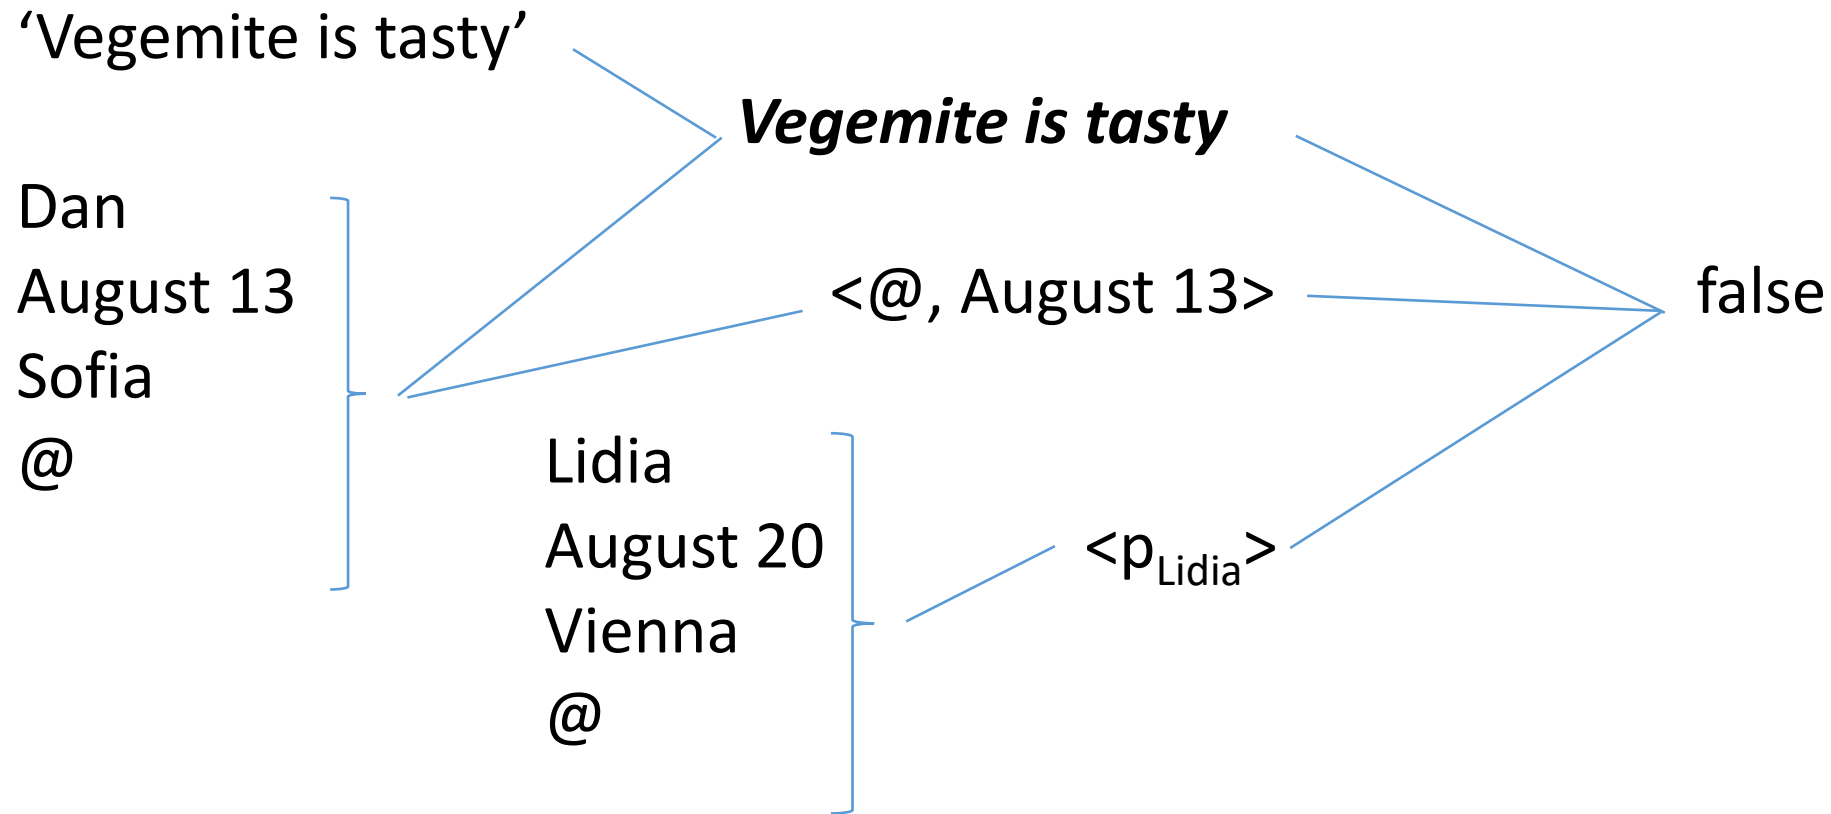 ‘Vegemite is tasty’
Vegemite is tasty
Dan
August 13
Sofia
@
<@, August 13>
false
Lidia
August 20
Vienna
@
<pLidia>